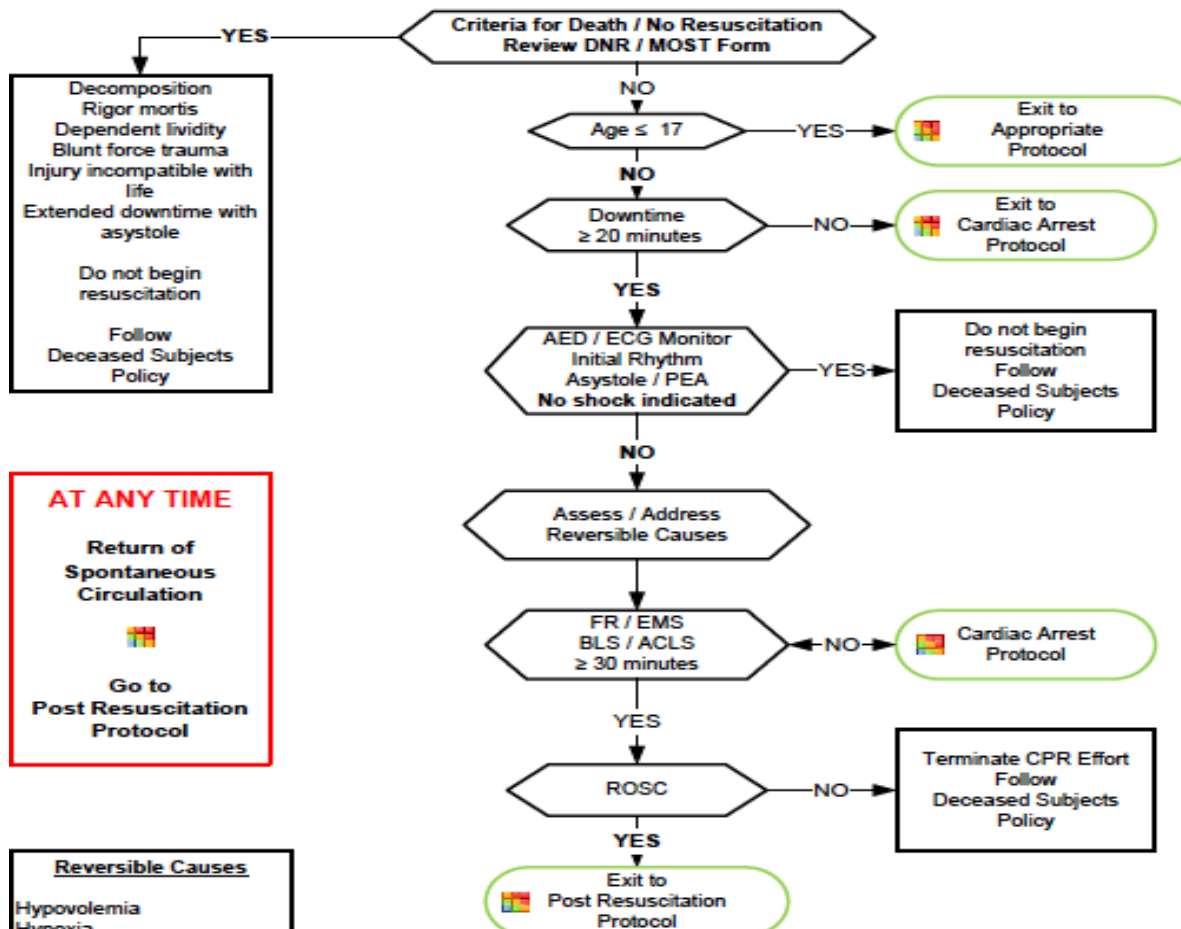 Criteria for Death / No Resuscitation
Review DNR / MOST Form
YES
Decomposition
Rigor mortis
Dependent lividity
Blunt force trauma
Injury incompatible with
life
Extended downtime with
asystole
Do not begin
resuscitation
Follow
Deceased Subjects
Policy
NO
Age ≤ 17
YES
Exit to
Appropriate
Protocol
NO
Downtime
≥ 20 minutes
NO
Exit to
Cardiac Arrest
Protocol
YES
AED / ECG Monitor
Initial Rhythm
Asystole / PEA
No shock indicated
YES
Do not begin
resuscitation
Follow
Deceased Subjects
Policy
NO
AT ANY TIME
Return of
Spontaneous
Circulation
Go to
Post Resuscitation
Protocol
Assess / Address
Reversible Causes
FR / EMS
BLS / ACLS
≥ 30 minutes
NO
Cardiac Arrest
Protocol
YES
ROSC
NO
Terminate CPR Effort
Follow
Deceased Subjects
Policy
YES
Exit to
Post Resuscitation
Protocol
Reversible Causes
Hypovolemia
Hypoxia